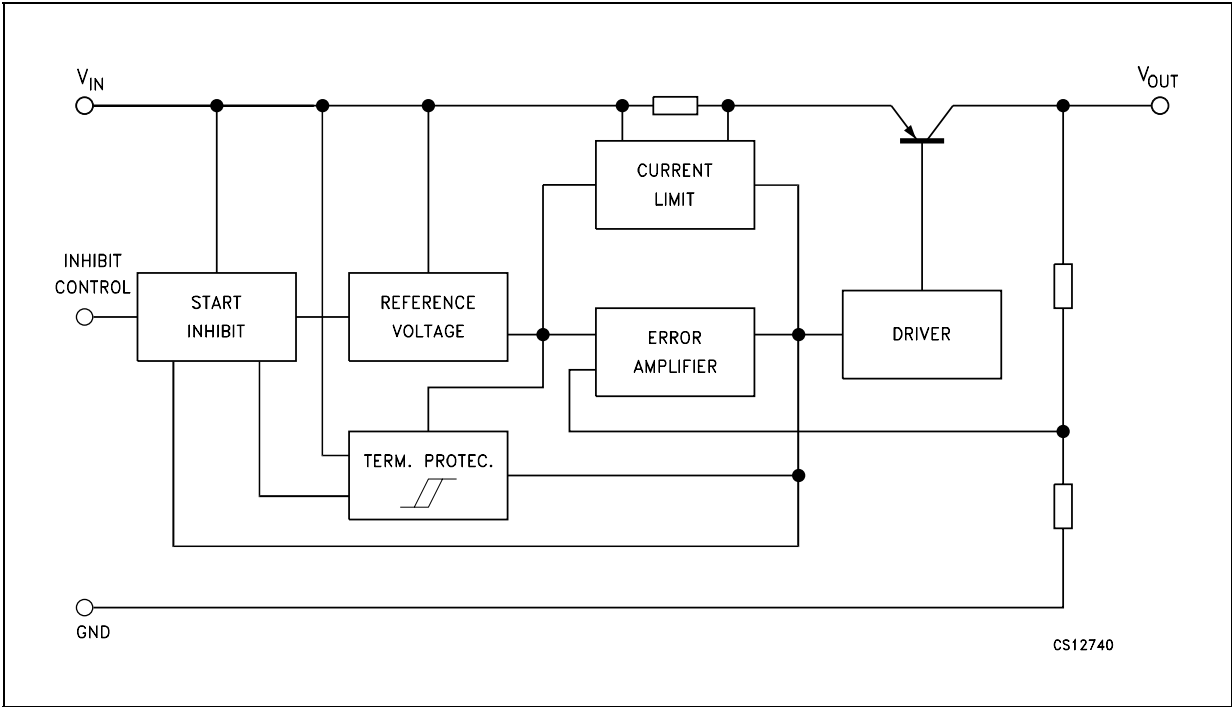 VIN
VOUT
CURRENT
LIMIT
INHIBIT
CONTROL
START
INHIBIT
REFERENCE
VOLTAGE
ERROR
AMPLIFIER
DRIVER
TERM. PROTEC.
GND
CS12740